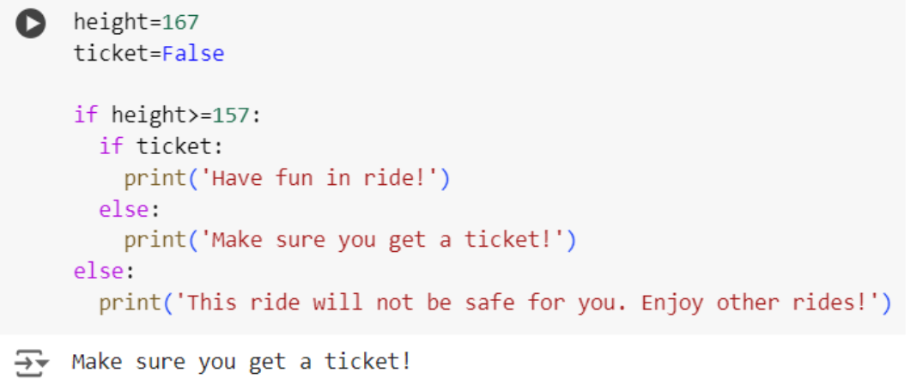 height=167
ticket=False
if height>=157:
if ticket:
print('Have fun in ride!')
else:
print('Make sure you get a ticket!')
else:
print('This ride will not be safe for you. Enjoy other rides!')
Make sure you get a ticket!